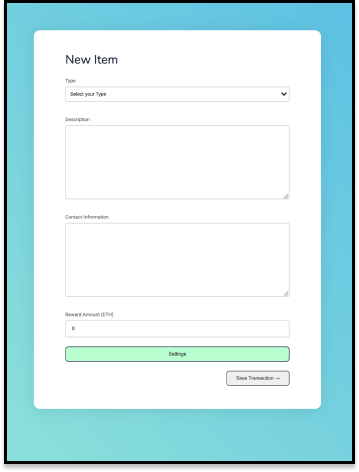 New Item
Type
Select your Type
Description
Contact Information
Reward Amount (ETH)
0
Settings
Save Transaction →